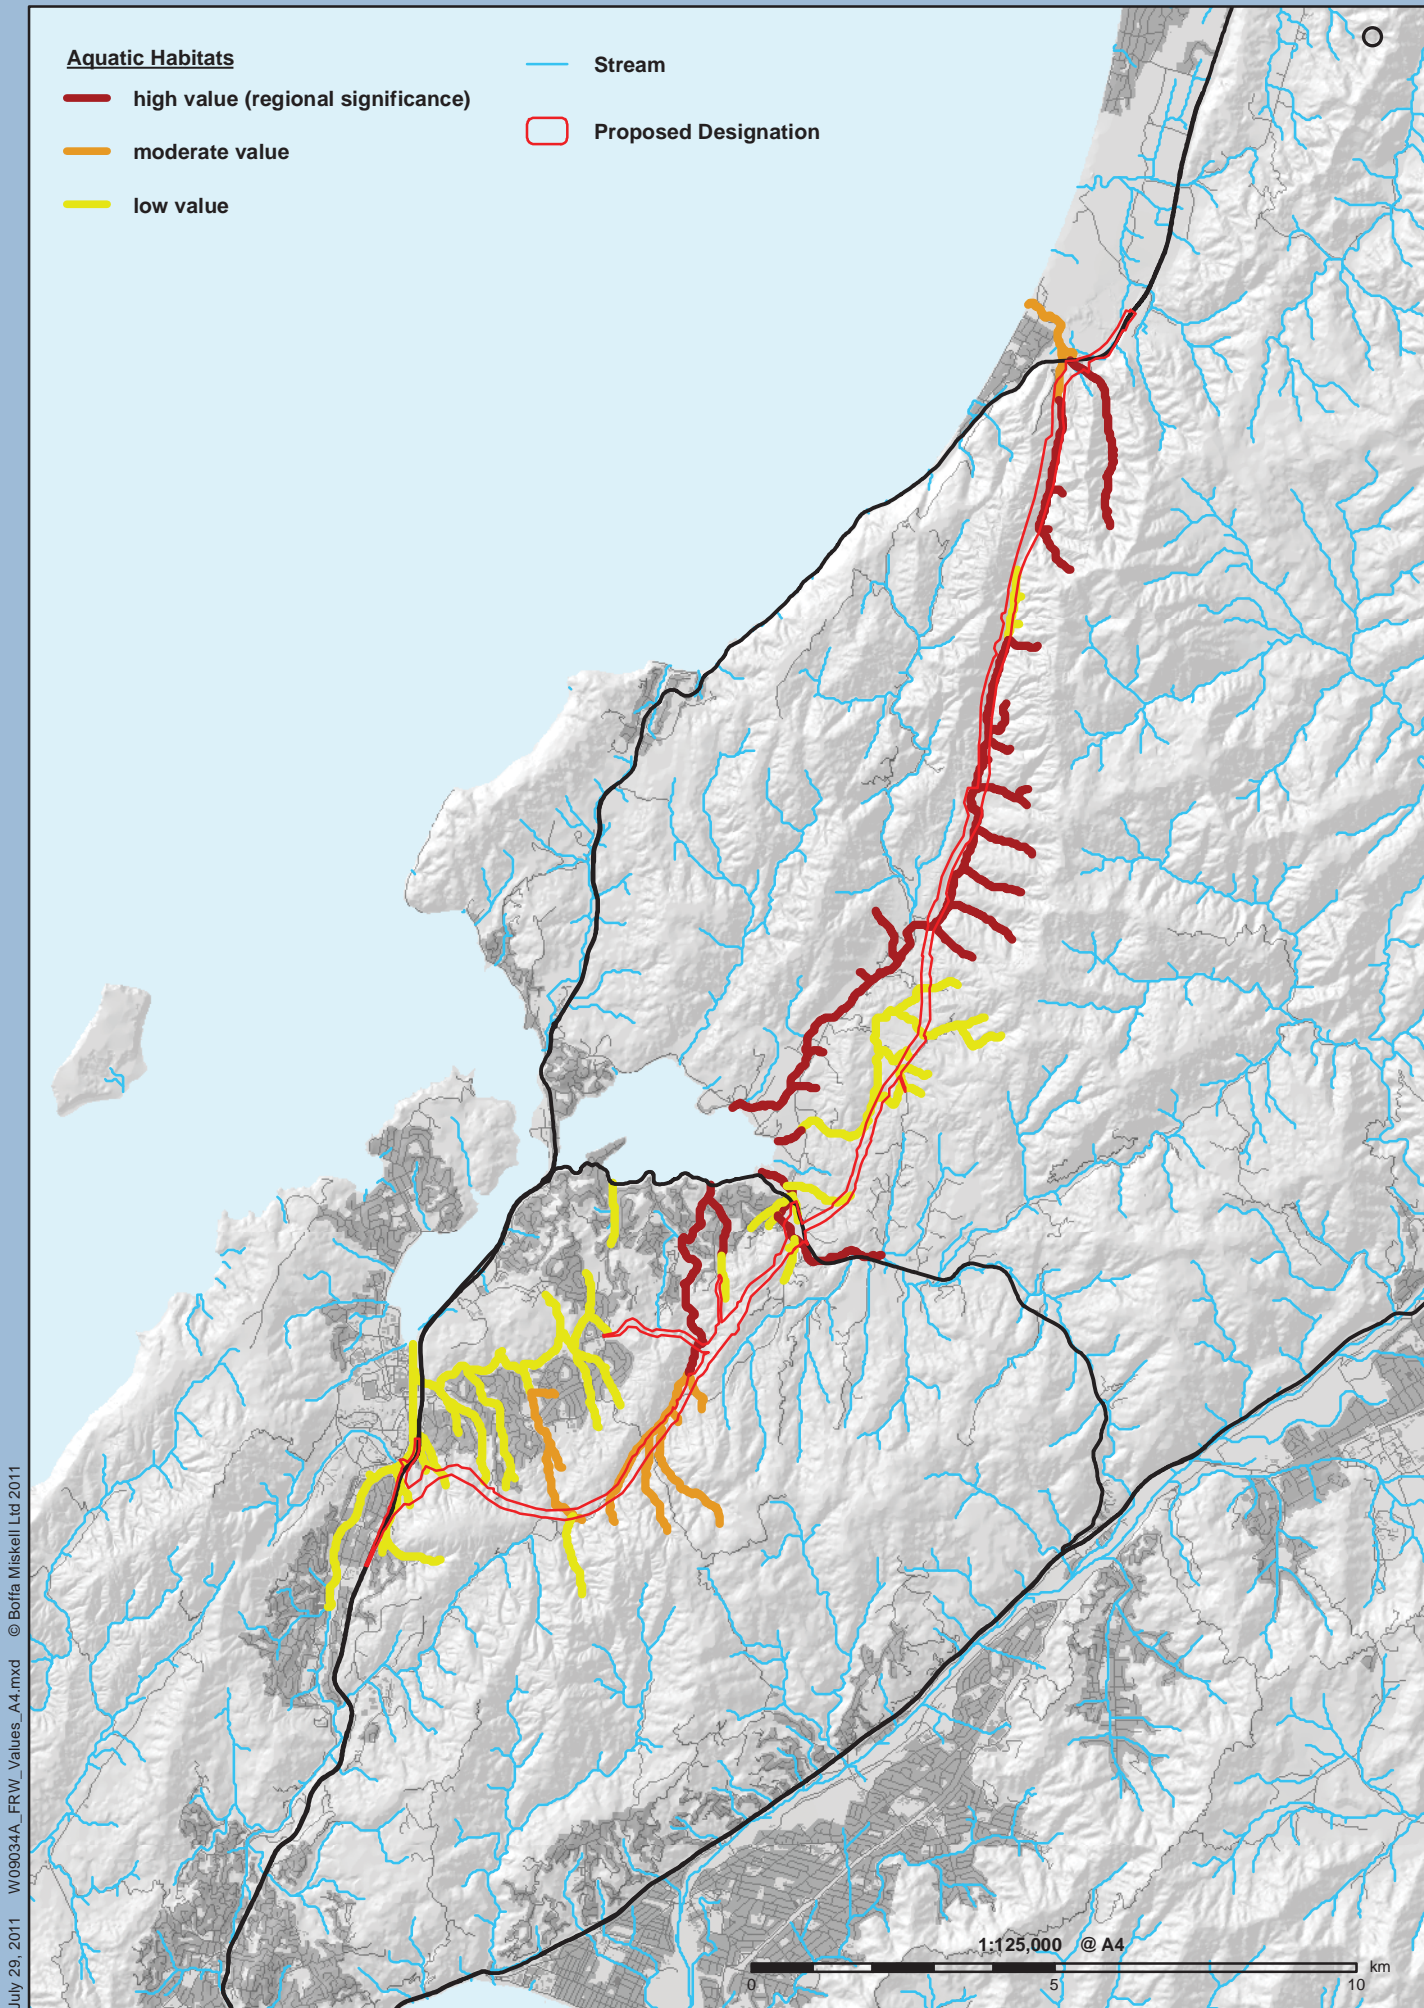 Aquatic Habitats
high value (regional significance)
moderate value
low value
Stream
Proposed Designation
1:125,000 @ A4
km
0 5 10
July 29, 2011 W09034A_FRW_Values_A4.mxd © Boffa Miskell Ltd 2011